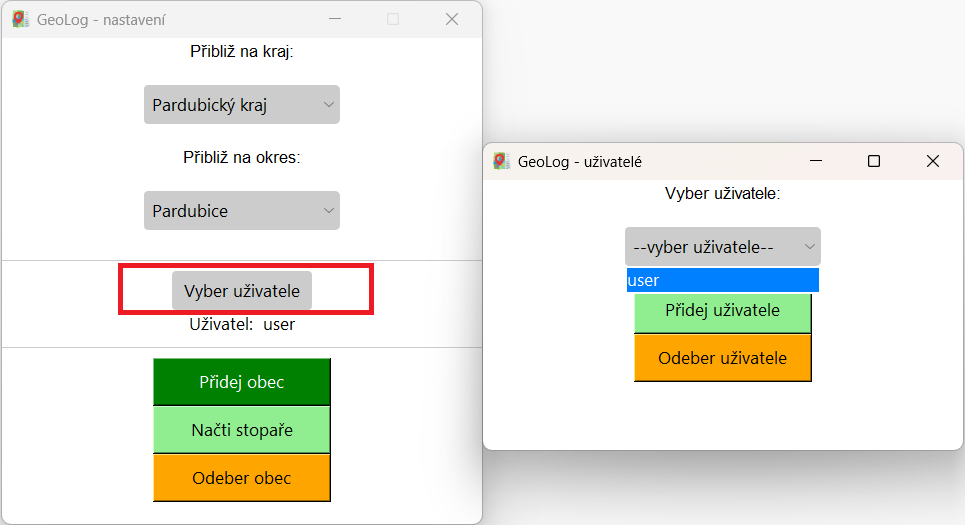 GeoLog - nastavení
Přibliž na kraj:
Pardubický kraj
Přibliž na okres:
Pardubice
Vyber uživatele
Uživatel: user
Přidej obec
Načti stopaře
Odeber obec
GeoLog - uživatelé
Vyber uživatele:
--vyber uživatele--
user
Přidej uživatele
Odeber uživatele